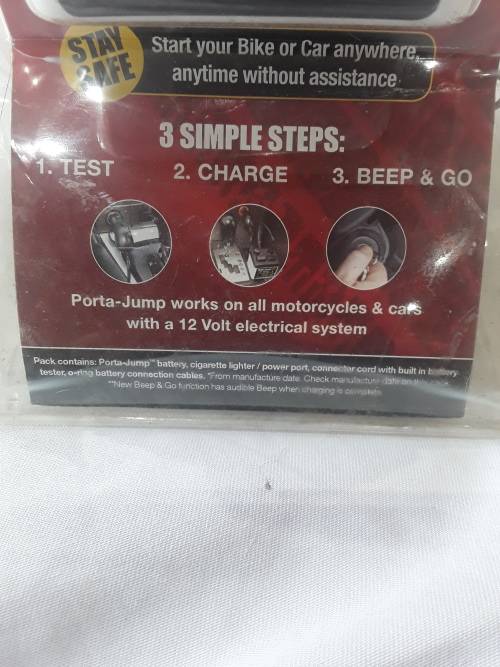 STAY
SAFE
Start your Bike or Car anywhere,
anytime without assistance
3 SIMPLE STEPS:
1. TEST 2. CHARGE 3. BEEP & GO
Porta-Jump works on all motorcycles & cars
with a 12 Volt electrical system
Pack contains: Porta-Jump™ battery, cigarette lighter / power port, connector cord with built in battery
tester, o-ring battery connection cables. *From manufacture date. Check manufacture date on
**New Beep & Go function has audible Beep when charging is complete